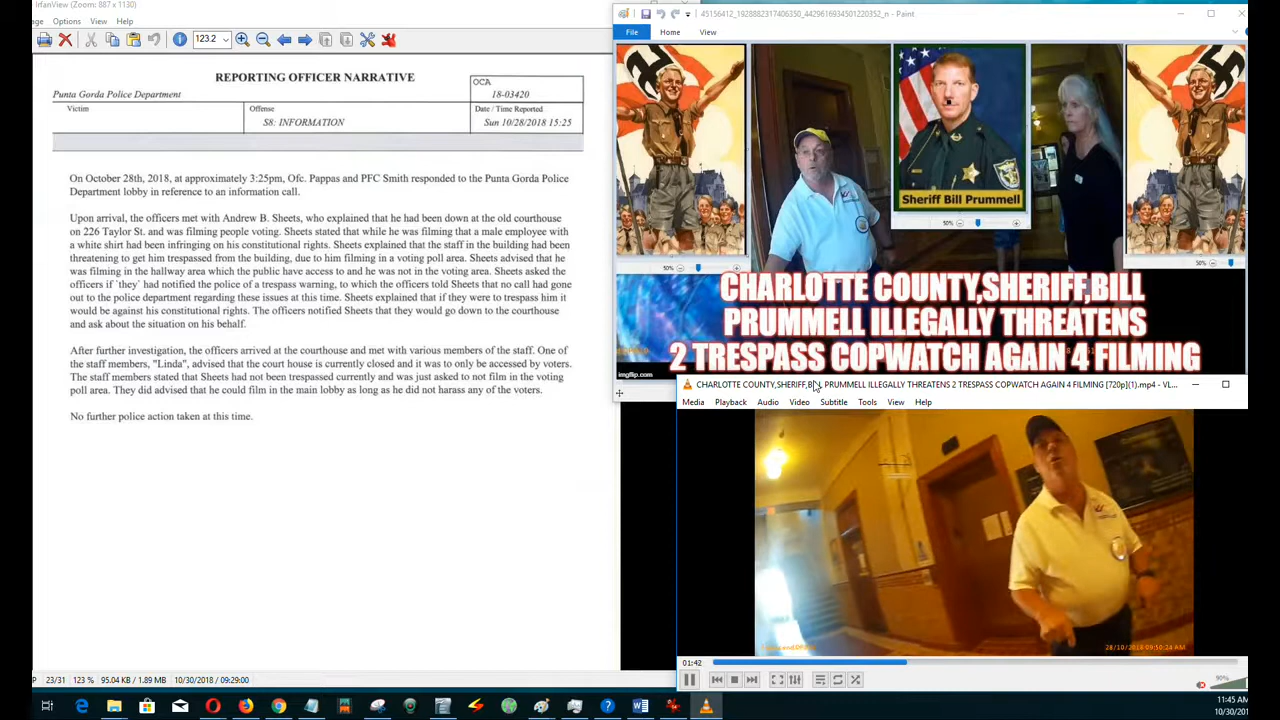 IrfanView (Zoom: 887 x 1130)
Options View Help
123.2
REPORTING OFFICER NARRATIVE
Punta Gorda Police Department
OCA
18-03420
Victim
Offense
S8: INFORMATION
Date / Time Reported
Sun 10/28/2018 15:25
On October 28th, 2018, at approximately 3:25pm, Ofc. Pappas and PFC Smith responded to the Punta Gorda Police
Department lobby in reference to an information call.
Upon arrival, the officers met with Andrew B. Sheets, who explained that he had been down at the old courthouse
on 226 Taylor St. and was filming people voting. Sheets stated that while he was filming that a male employee with
a white shirt had been infringing on his constitutional rights. Sheets explained that the staff in the building had been
threatening to get him trespassed from the building, due to him filming in a voting poll area. Sheets advised that he
was filming in the hallway area which the public have access to and he was not in the voting area. Sheets asked the
officers if `they` had notified the police of a trespass warning, to which the officers told Sheets that no call had gone
out to the police department regarding these issues at this time. Sheets explained that if they were to trespass him it
would be against his constitutional rights. The officers notified Sheets that they would go down to the courthouse
and ask about the situation on his behalf.
After further investigation, the officers arrived at the courthouse and met with various members of the staff. One of
the staff members, "Linda", advised that the court house is currently closed and it was to only be accessed by voters.
The staff members stated that Sheets had not been trespassed currently and was just asked to not film in the voting
poll area. They did advised that he could film in the main lobby as long as he did not harass any of the voters.
No further police action taken at this time.
23/31 123 % 95.04 KB / 1.89 MB 10/30/2018 / 09:29:00
45156412_1928882317406350_4429616934501220352_n - Paint
File Home View
Sheriff Bill Prummell
50%
50%
50%
CHARLOTTE COUNTY,SHERIFF,BILL
PRUMMELL ILLEGALLY THREATENS
2 TRESPASS COPWATCH AGAIN 4 FILMING
imgflip.com
CHARLOTTE COUNTY,SHERIFF,BILL PRUMMELL ILLEGALLY THREATENS 2 TRESPASS COPWATCH AGAIN 4 FILMING [720p](1).mp4 - VL...
Media Playback Audio Video Subtitle Tools View Help
28/10/2018 09:50:24 AM
01:42
90%
11:45 AM
10/30/20